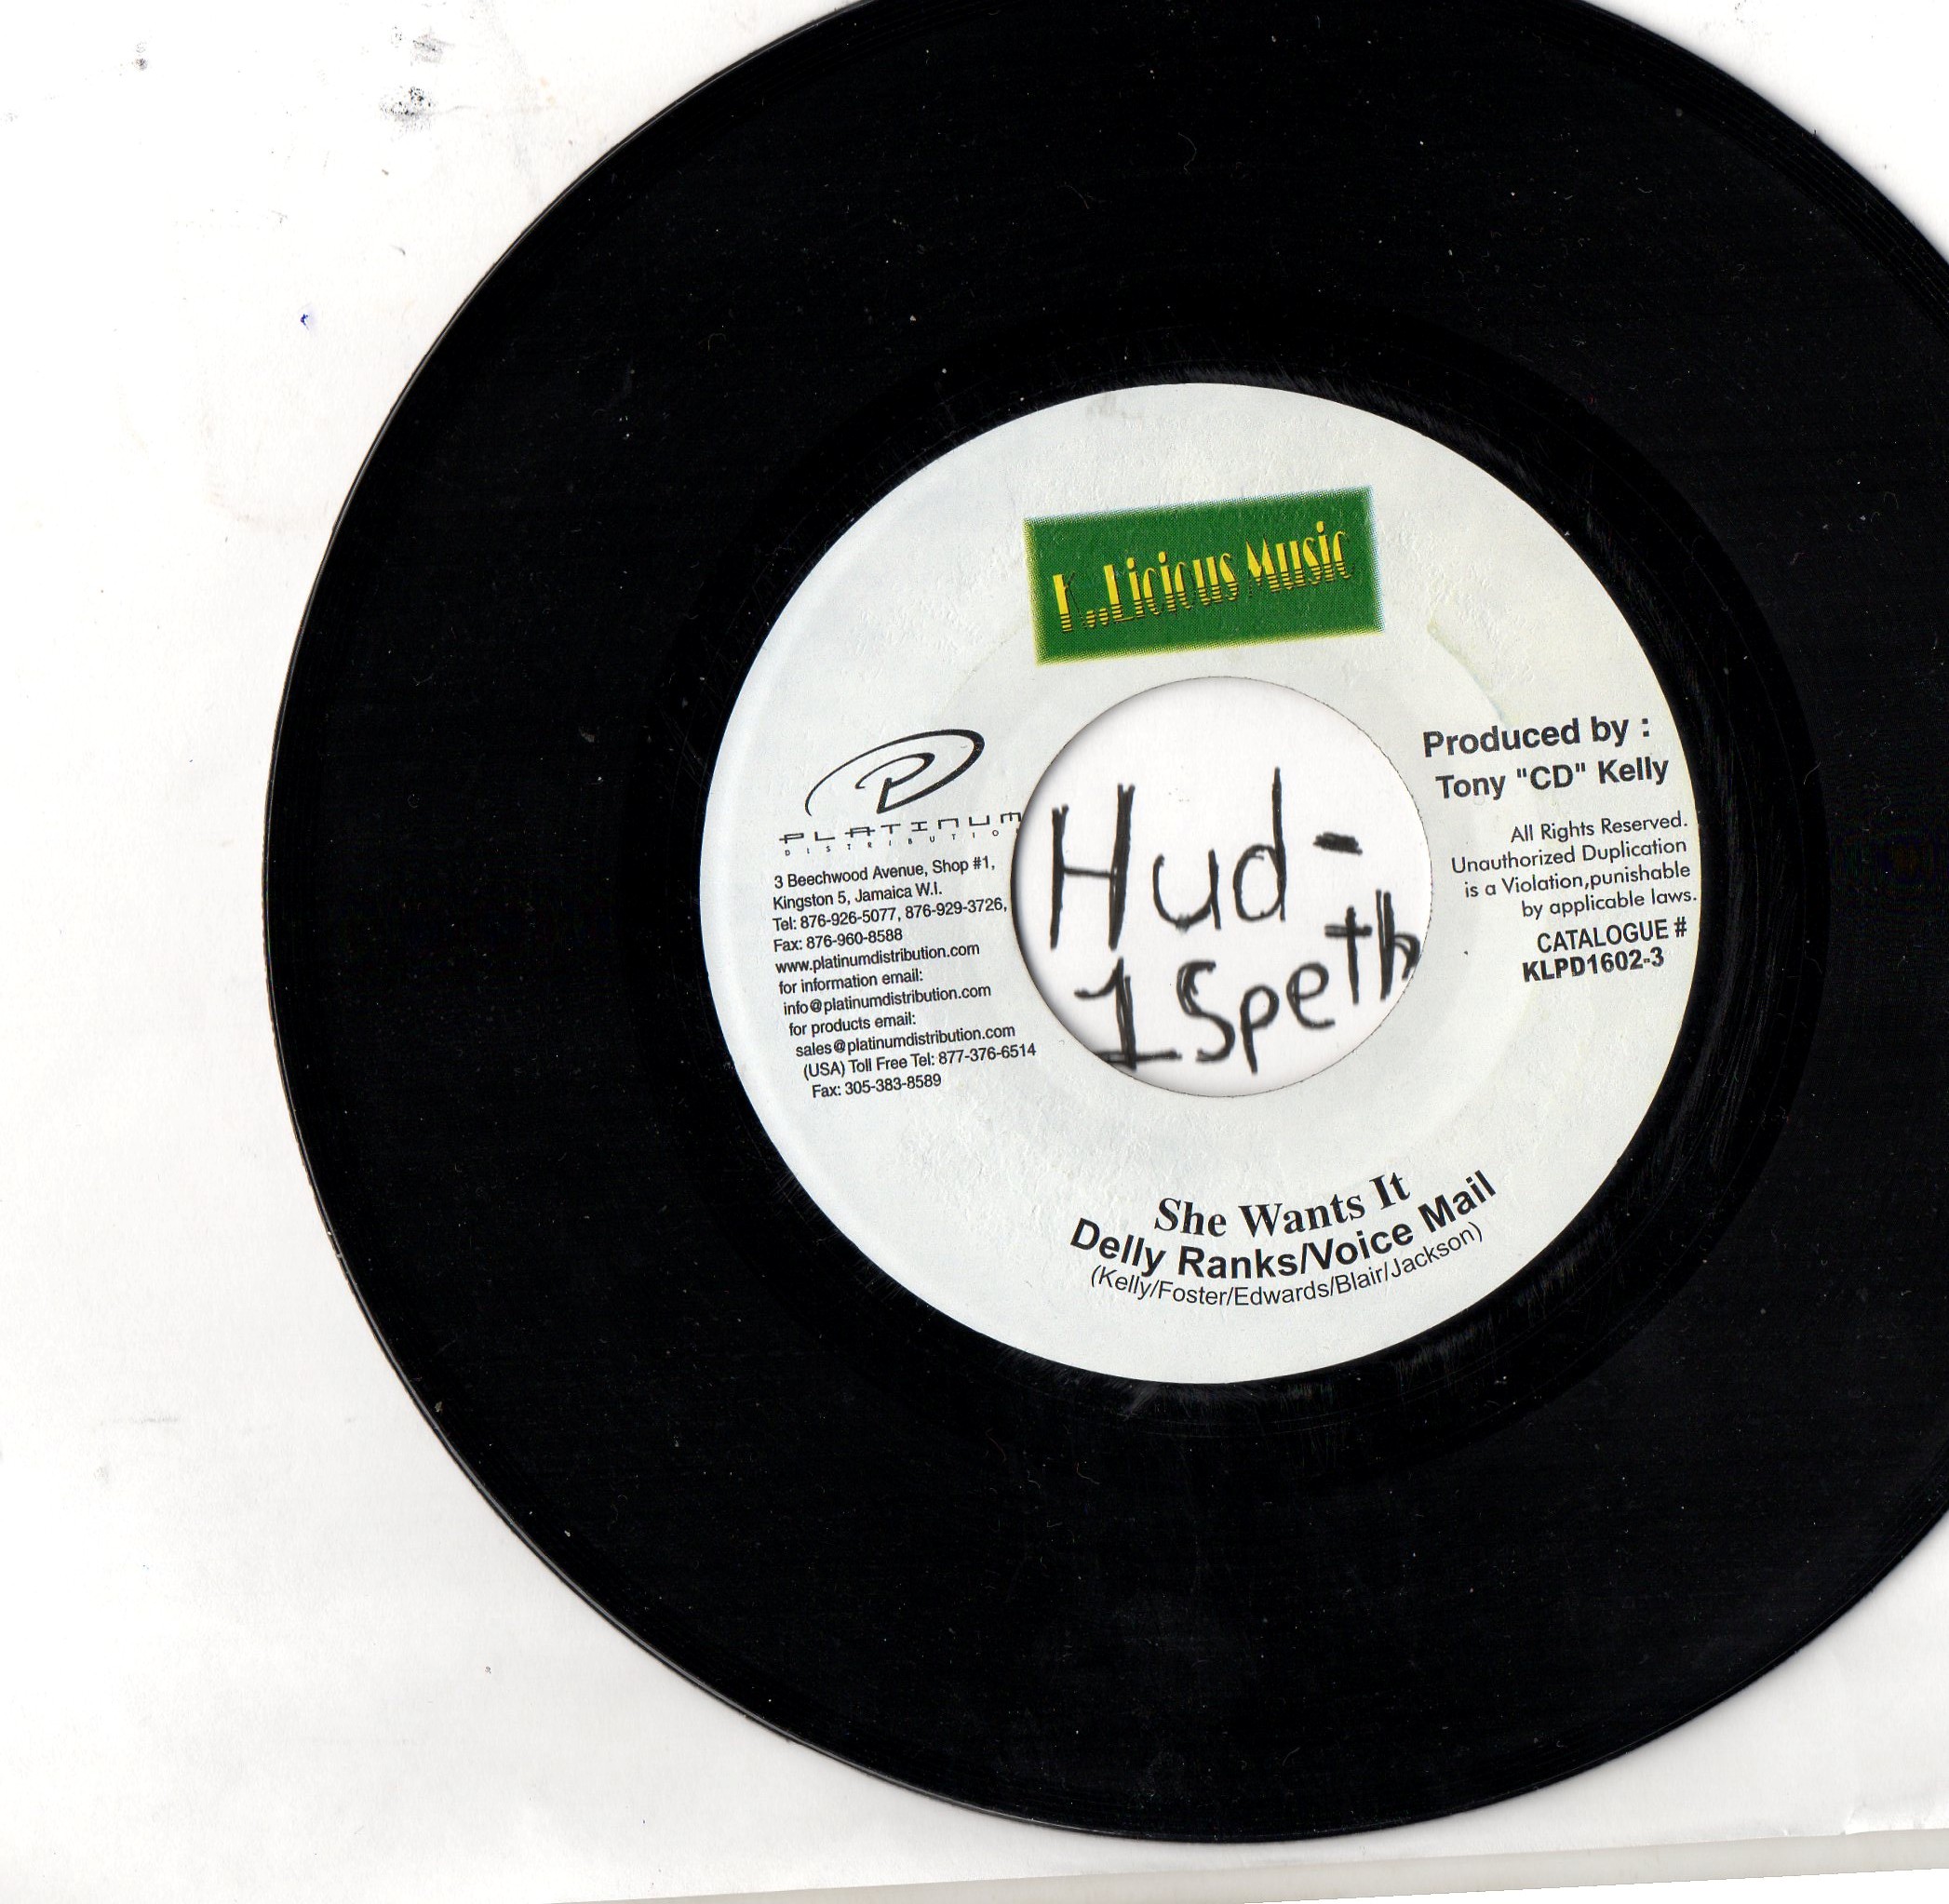 K..Licious Music
PLATINUM
DISTRIBUTION
3 Beechwood Avenue, Shop #1,
Kingston 5, Jamaica W.I.
Tel: 876-926-5077, 876-929-3726,
Fax: 876-960-8588
www.platinumdistribution.com
for information email:
info@platinumdistribution.com
for products email:
sales@platinumdistribution.com
(USA) Toll Free Tel: 877-376-6514
Fax: 305-383-8589
Hud-
1Speth
Produced by :
Tony "CD" Kelly
All Rights Reserved.
Unauthorized Duplication
is a Violation,punishable
by applicable laws.
CATALOGUE #
KLPD1602-3
She Wants It
Delly Ranks/Voice Mail
(Kelly/Foster/Edwards/Blair/Jackson)